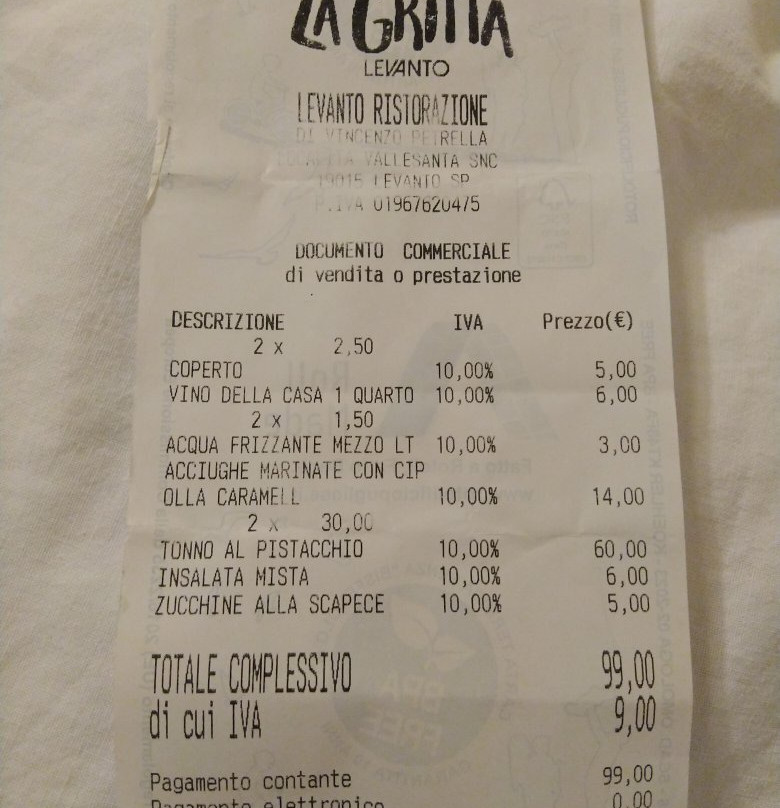 LA GRITTA
LEVANTO
LEVANTO RISTORAZIONE
DI VINCENZO PETRELLA
VALLESANTA SNC
19015 LEVANTO SP
P.IVA 01967620475
DOCUMENTO COMMERCIALE
di vendita o prestazione
DESCRIZIONE IVA Prezzo(€)
2 x 2,50
COPERTO 10,00% 5,00
VINO DELLA CASA 1 QUARTO 10,00% 6,00
2 x 1,50
ACQUA FRIZZANTE MEZZO LT 10,00% 3,00
ACCIUGHE MARINATE CON CIP
OLLA CARAMELL 10,00% 14,00
2 x 30,00
TONNO AL PISTACCHIO 10,00% 60,00
INSALATA MISTA 10,00% 6,00
ZUCCHINE ALLA SCAPECE 10,00% 5,00
TOTALE COMPLESSIVO 99,00
di cui IVA 9,00
Pagamento contante 99,00
Pagamento elettronico 0,00